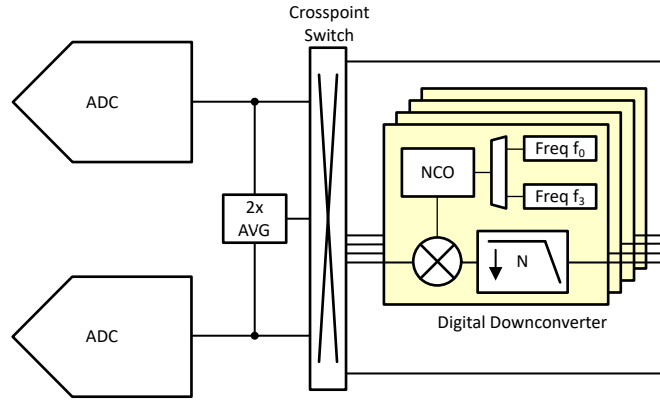 Crosspoint
Switch
ADC
2x
AVG
NCO
Freq f₀
Freq f₃
N
ADC
Digital Downconverter